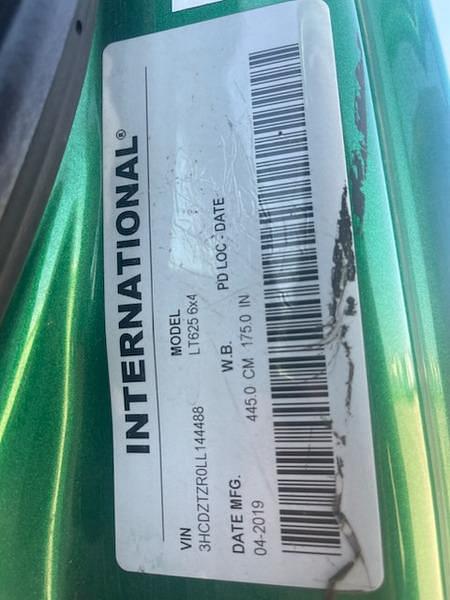 INTERNATIONAL®
VIN MODEL
3HCDZTZR0LL144488 LT625 6x4
DATE MFG. W.B. PD LOC - DATE
04-2019 445.0 CM 175.0 IN